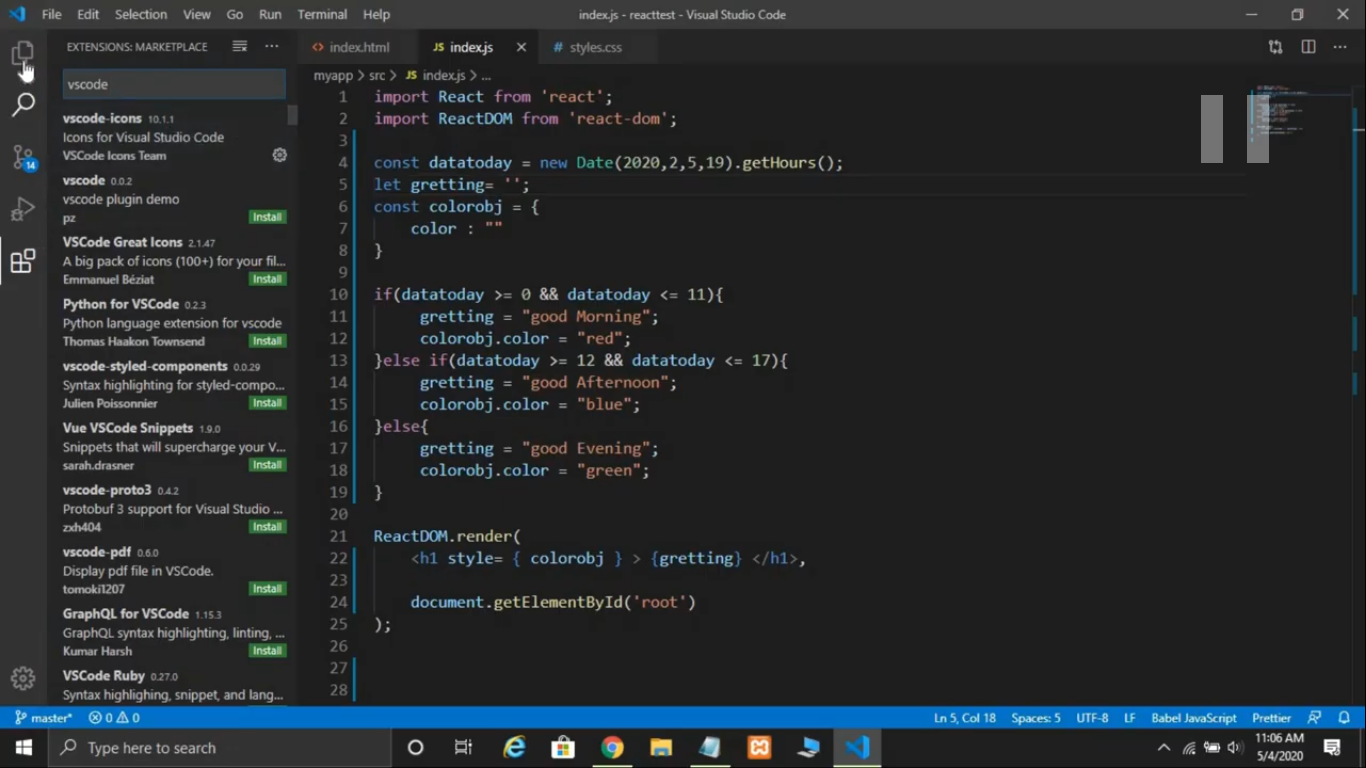 File Edit Selection View Go Run Terminal Help
index.js - reacttest - Visual Studio Code
EXTENSIONS: MARKETPLACE
vscode
vscode-icons 10.1.1
Icons for Visual Studio Code
VSCode Icons Team
vscode 0.0.2
vscode plugin demo
pz Install
VSCode Great Icons 2.1.47
A big pack of icons (100+) for your fil...
Emmanuel Béziat Install
Python for VSCode 0.2.3
Python language extension for vscode
Thomas Haakon Townsend Install
vscode-styled-components 0.0.29
Syntax highlighting for styled-compo...
Julien Poissonnier Install
Vue VSCode Snippets 1.9.0
Snippets that will supercharge your V...
sarah.drasner Install
vscode-proto3 0.4.2
Protobuf 3 support for Visual Studio ...
zxh404 Install
vscode-pdf 0.6.0
Display pdf file in VSCode.
tomoki1207 Install
GraphQL for VSCode 1.15.3
GraphQL syntax highlighting, linting, ...
Kumar Harsh Install
VSCode Ruby 0.27.0
Syntax highlighing, snippet, and lang...
14
index.html JS index.js # styles.css
myapp > src > JS index.js > ...
1 import React from 'react';
2 import ReactDOM from 'react-dom';
3
4 const datatoday = new Date(2020,2,5,19).getHours();
5 let gretting= '';
6 const colorobj = {
7 color : ""
8 }
9
10 if(datatoday >= 0 && datatoday <= 11){
11 gretting = "good Morning";
12 colorobj.color = "red";
13 }else if(datatoday >= 12 && datatoday <= 17){
14 gretting = "good Afternoon";
15 colorobj.color = "blue";
16 }else{
17 gretting = "good Evening";
18 colorobj.color = "green";
19 }
20
21 ReactDOM.render(
22 <h1 style= { colorobj } > {gretting} </h1>,
23
24 document.getElementById('root')
25 );
26
27
28
master* 0 0 Ln 5, Col 18 Spaces: 5 UTF-8 LF Babel JavaScript Prettier
Type here to search
11:06 AM
5/4/2020